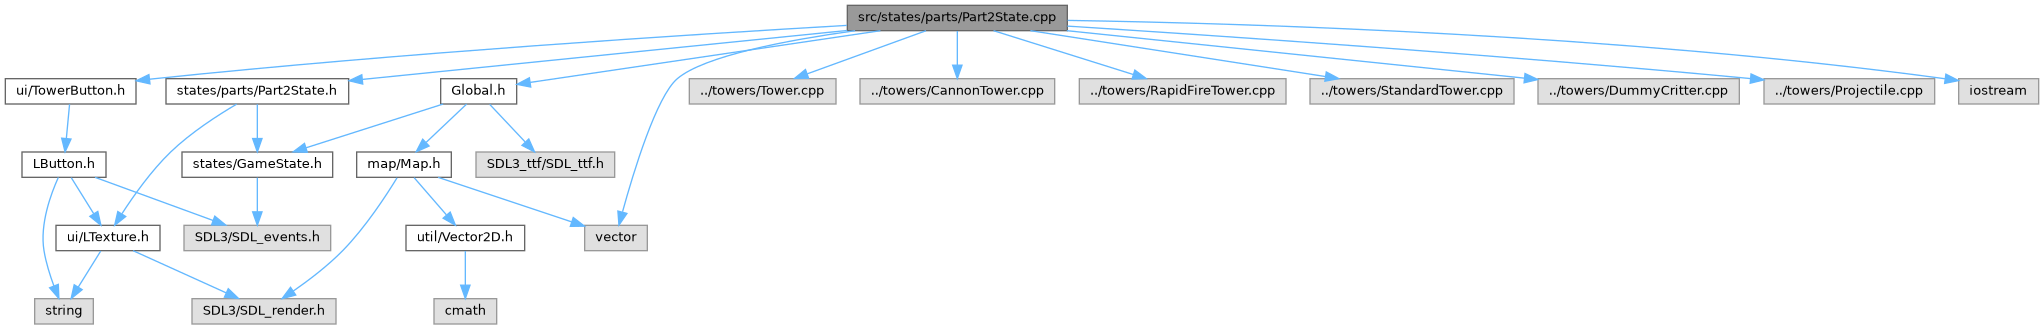 src/states/parts/Part2State.cpp
ui/TowerButton.h
states/parts/Part2State.h
Global.h
../towers/Tower.cpp
../towers/CannonTower.cpp
../towers/RapidFireTower.cpp
../towers/StandardTower.cpp
../towers/DummyCritter.cpp
../towers/Projectile.cpp
iostream
LButton.h
states/GameState.h
map/Map.h
SDL3_ttf/SDL_ttf.h
ui/LTexture.h
SDL3/SDL_events.h
util/Vector2D.h
vector
string
SDL3/SDL_render.h
cmath